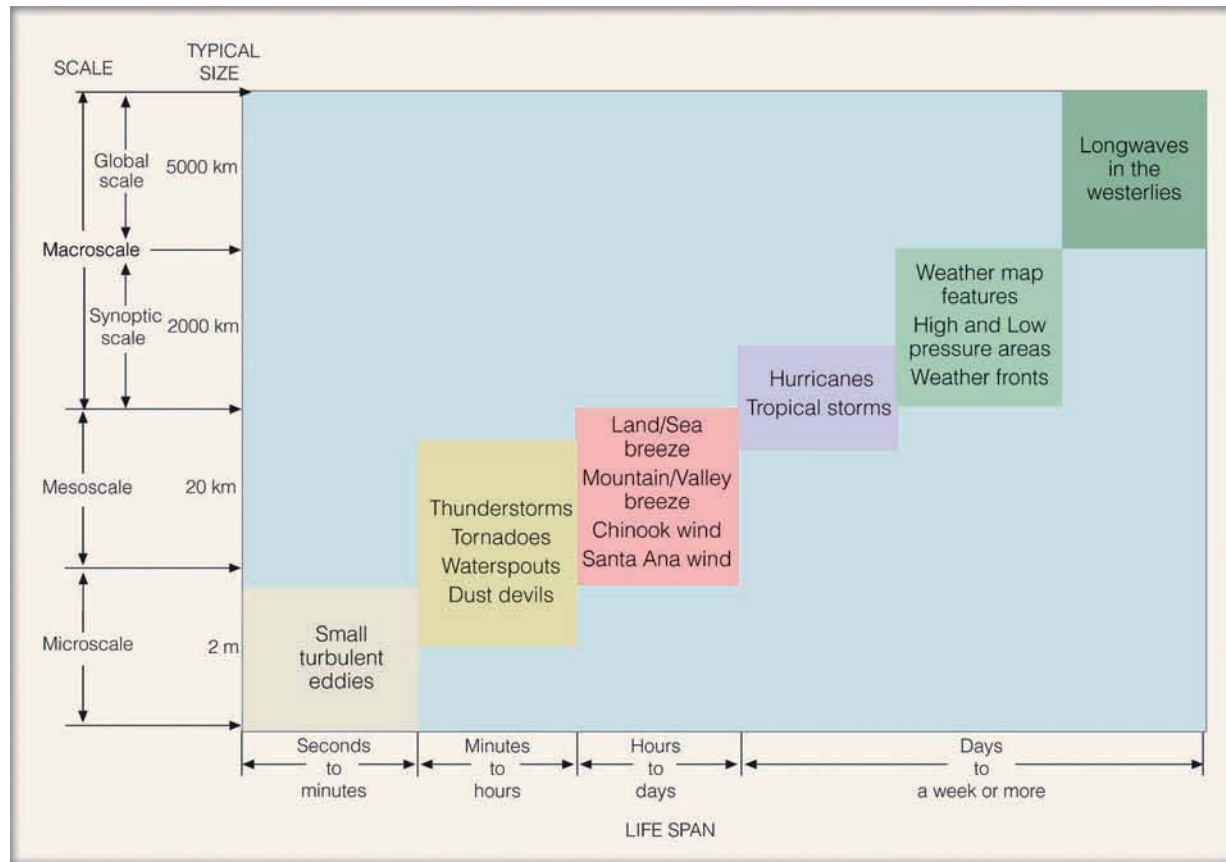 SCALE
TYPICAL
SIZE
Global
scale
5000 km
Macroscale
Synoptic
scale
2000 km
Mesoscale
20 km
Microscale
2 m
Longwaves
in the
westerlies
Weather map
features
High and Low
pressure areas
Weather fronts
Hurricanes
Tropical storms
Land/Sea
breeze
Mountain/Valley
breeze
Chinook wind
Santa Ana wind
Thunderstorms
Tornadoes
Waterspouts
Dust devils
Small
turbulent
eddies
Seconds
to
minutes
Minutes
to
hours
Hours
to
days
Days
to
a week or more
LIFE SPAN